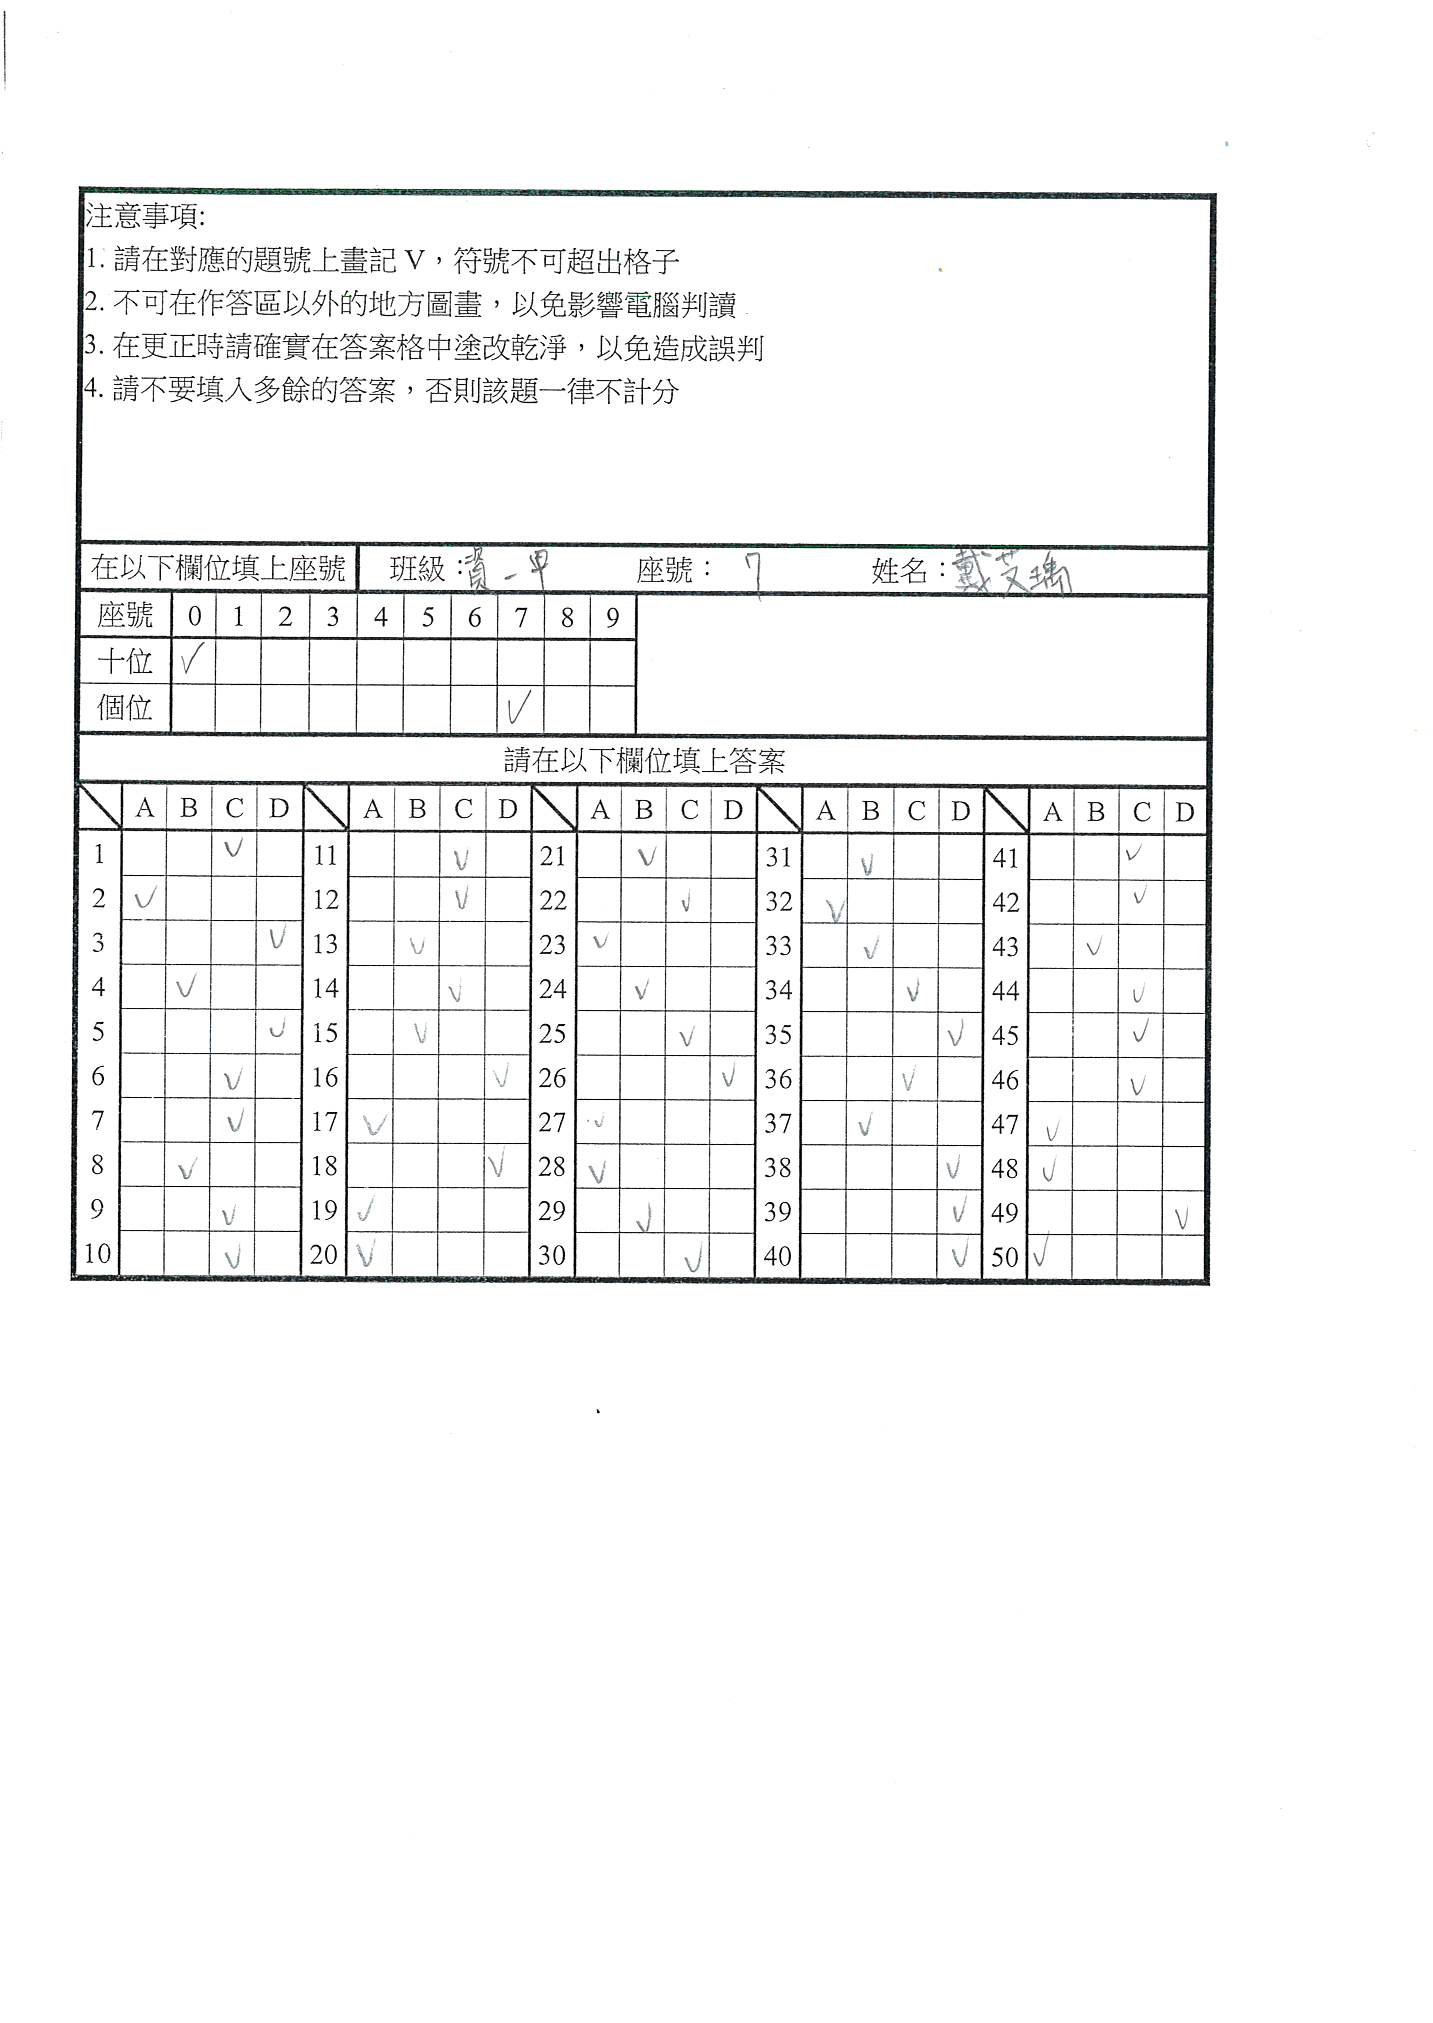 注意事項:
1. 請在對應的題號上畫記 V，符號不可超出格子
2. 不可在作答區以外的地方圖畫，以免影響電腦判讀
3. 在更正時請確實在答案格中塗改乾淨，以免造成誤判
4. 請不要填入多餘的答案，否則該題一律不計分
在以下欄位填上座號 班級：資一甲 座號：7 姓名：戴芠瑀
座號 0 1 2 3 4 5 6 7 8 9
十位 V
個位 V
請在以下欄位填上答案
A B C D A B C D A B C D A B C D A B C D
1 V 11 V 21 V 31 V 41 V
2 V 12 V 22 V 32 V 42 V
3 V 13 V 23 V 33 V 43 V
4 V 14 V 24 V 34 V 44 V
5 V 15 V 25 V 35 V 45 V
6 V 16 V 26 V 36 V 46 V
7 V 17 V 27 V 37 V 47 V
8 V 18 V 28 V 38 V 48 V
9 V 19 V 29 V 39 V 49 V
10 V 20 V 30 V 40 V 50 V